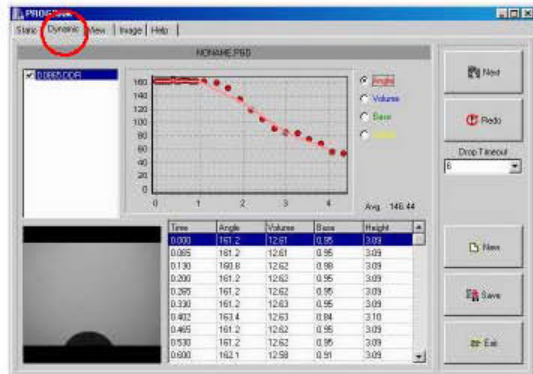 PROGRAM
Static Dynamic View Image Help
NONAME.PBD
0.0865.DDR
Angle
Volume
Base
160
140
120
100
80
60
40
20
0
0 1 2 3 4
Avg. 146.44
Next
Redo
Drop Timeout
6
New
Save
Exit
Time Angle Volume Base Height
0.000 161.2 12.61 0.95 3.09
0.065 161.2 12.61 0.95 3.09
0.130 160.8 12.62 0.98 3.09
0.200 161.2 12.62 0.95 3.09
0.265 161.2 12.62 0.95 3.09
0.330 161.2 12.63 0.95 3.09
0.402 163.4 12.63 0.84 3.10
0.465 161.2 12.62 0.95 3.09
0.530 161.2 12.62 0.95 3.09
0.600 162.1 12.58 0.91 3.09